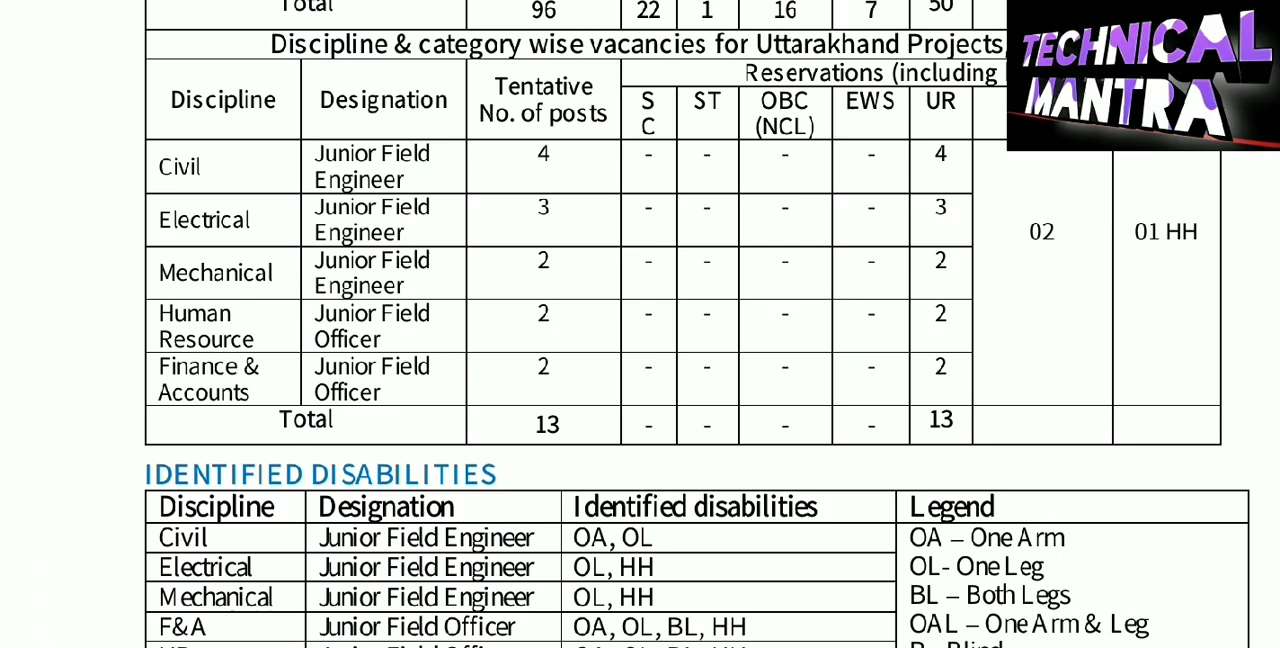 Total 96 22 1 16 7 50
Discipline & category wise vacancies for Uttarakhand Projects,
TECHNICAL
MANTRA
Discipline Designation Tentative No. of posts Reservations (including
S C ST OBC (NCL) EWS UR
Civil Junior Field Engineer 4 - - - - 4
Electrical Junior Field Engineer 3 - - - - 3 02 01 HH
Mechanical Junior Field Engineer 2 - - - - 2
Human Resource Junior Field Officer 2 - - - - 2
Finance & Accounts Junior Field Officer 2 - - - - 2
Total 13 - - - - 13
IDENTIFIED DISABILITIES
Discipline Designation Identified disabilities Legend
Civil Junior Field Engineer OA, OL OA – One Arm
Electrical Junior Field Engineer OL, HH OL- One Leg
Mechanical Junior Field Engineer OL, HH BL – Both Legs
F&A Junior Field Officer OA, OL, BL, HH OAL – One Arm & Leg